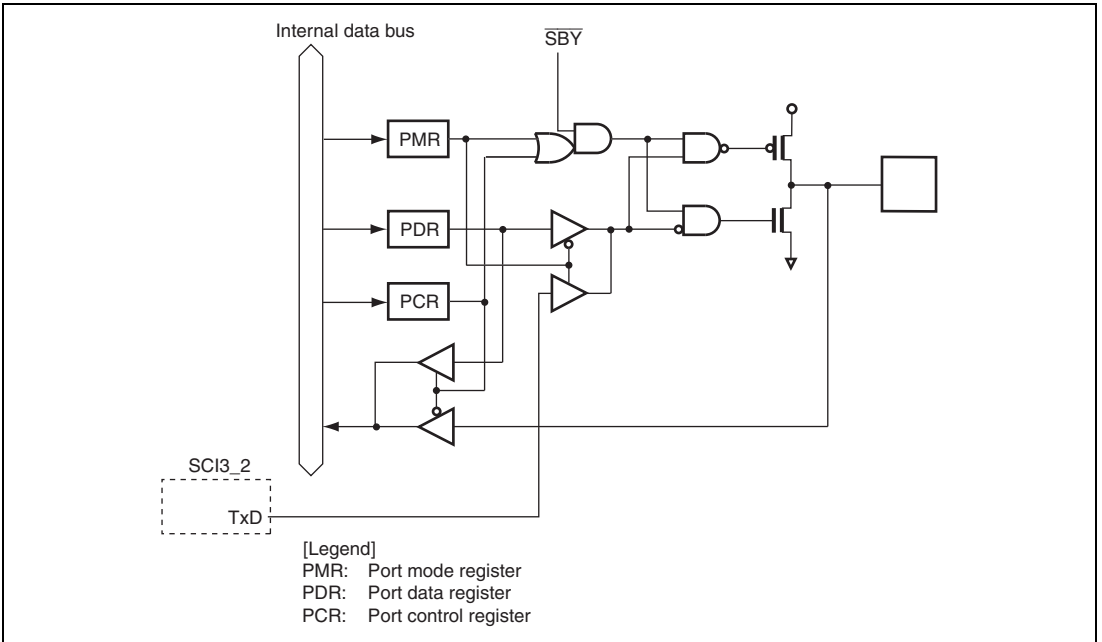 Internal data bus
SBY
PMR
PDR
PCR
SCI3_2
TxD
[Legend]
PMR: Port mode register
PDR: Port data register
PCR: Port control register